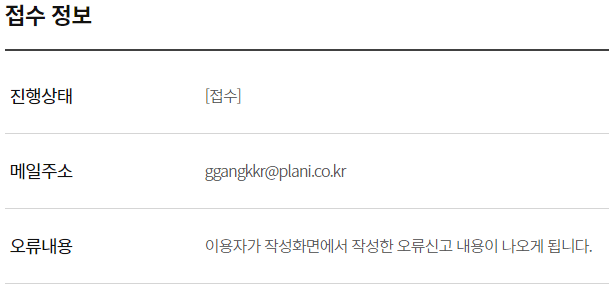 접수 정보
진행상태 [접수]
메일주소 ggangkkr@plani.co.kr
오류내용 이용자가 작성화면에서 작성한 오류신고 내용이 나오게 됩니다.